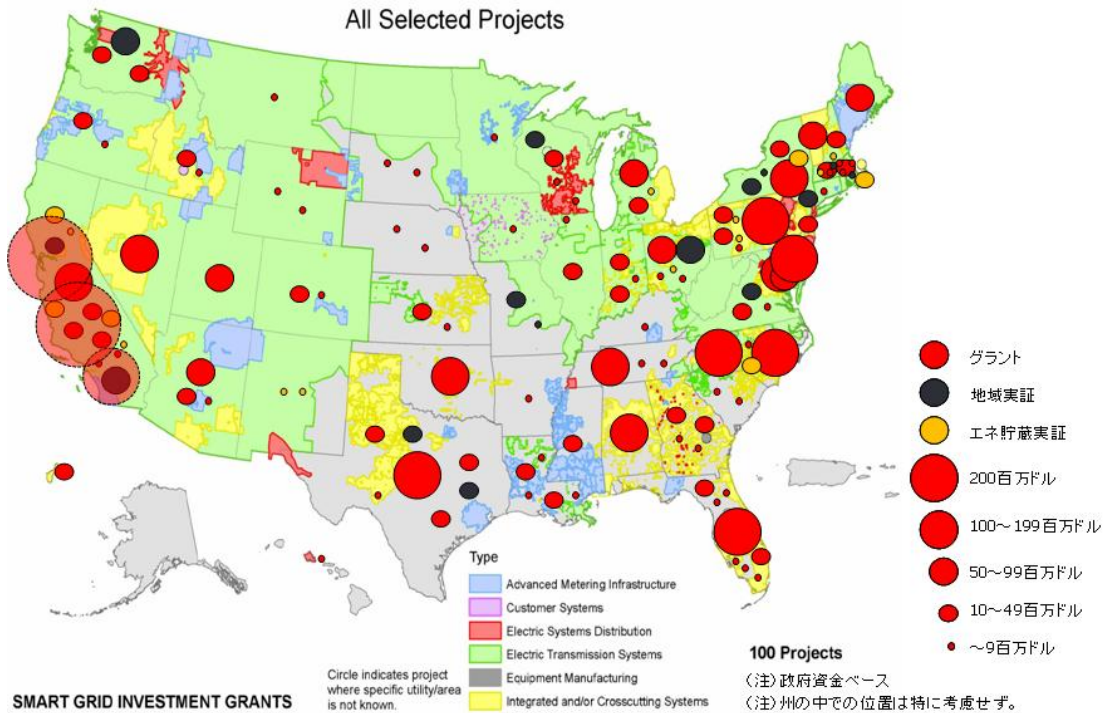 All Selected Projects
グラント
地域実証
エネ貯蔵実証
200百万ドル
100～199百万ドル
50～99百万ドル
10～49百万ドル
～9百万ドル
Type
Advanced Metering Infrastructure
Customer Systems
Electric Systems Distribution
Electric Transmission Systems
Equipment Manufacturing
Integrated and/or Crosscutting Systems
Circle indicates project
where specific utility/area
is not known.
SMART GRID INVESTMENT GRANTS
100 Projects
（注）政府資金ベース
（注）州の中での位置は特に考慮せず。